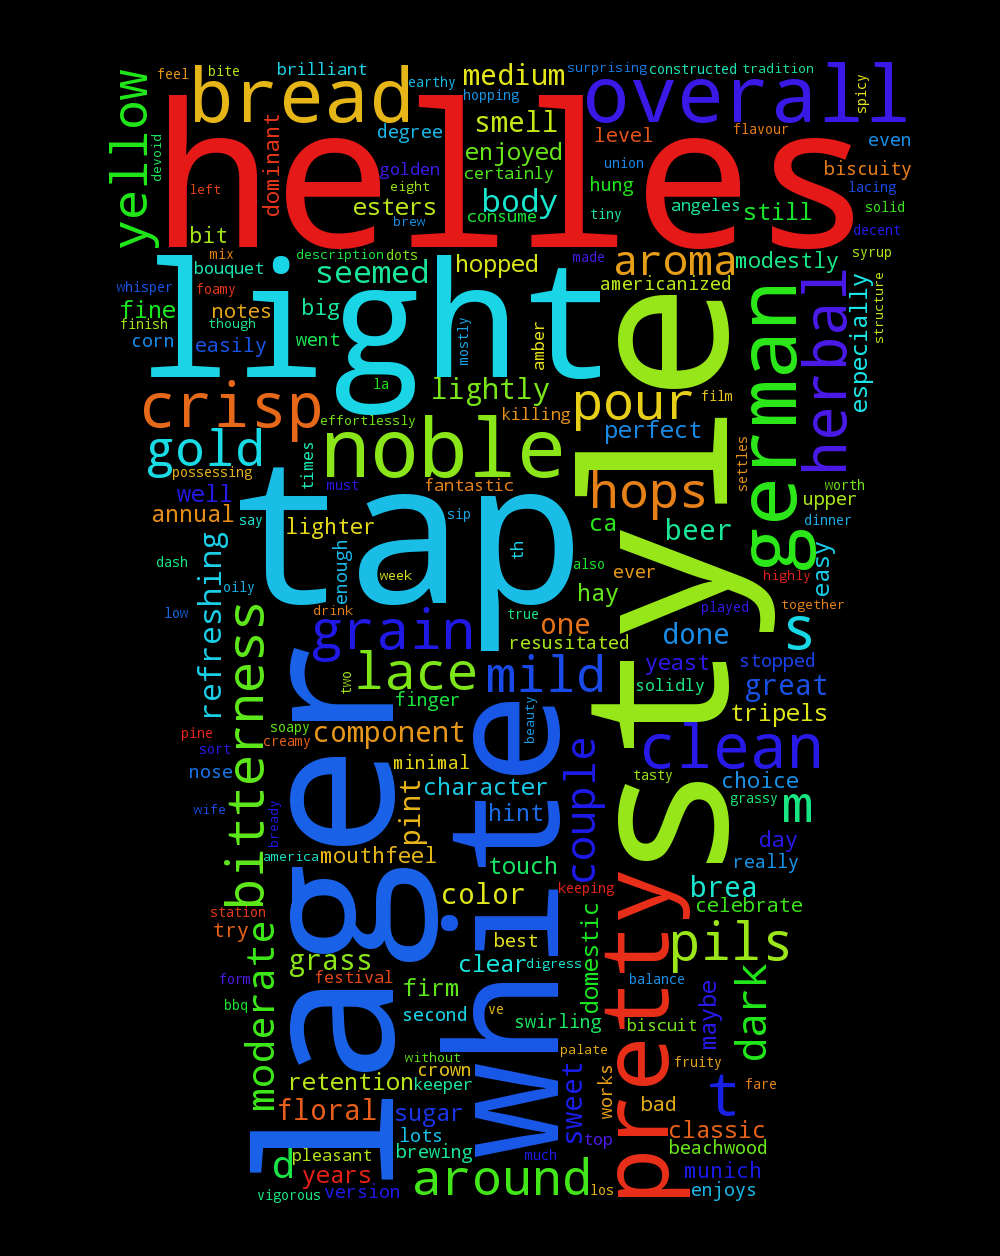 feel
bite
brilliant
earthy
medium
surprising
constructed
tradition
overall
spicy
yellow
devoid
bread
hopping
dominant
helles
degree
smell
level
flavour
even
enjoyed
union
biscuity
golden
certainly
left
eight
esters
brew
body
consume
hung
tiny
angeles
still
lacing
solid
decent
bit
mix
description
dots
made
aroma
modestly
syrup
whisper
bouquet
foamy
seemed
hopped
americanized
structure
fine
notes
big
finish
though
went
corn
easily
light
mostly
amber
la
lightly
style
german
herbal
especially
crisp
effortlessly
killing
pour
film
perfect
gold
noble
possessing
times
settles
well
must
fantastic
hops
worth
upper
annual
say
tap
sip
lighter
ca
beer
dinner
refreshing
enough
th
dash
oily
week
also
ever
easy
highly
low
drink
hay
played
together
bitterness
grain
true
one
done
s
resusitated
two
lace
mild
yeast
stopped
finger
solidly
great
pine
soapy
creamy
component
beauty
tripels
sort
clean
nose
lager
minimal
white
couple
tasty
choice
character
grassy
m
wife
bready
pint
hint
day
america
mouthfeel
touch
really
pretty
brea
station
color
keeping
celebrate
try
moderate
best
domestic
pils
grass
clear
digress
form
festival
firm
balance
dark
bbq
second
ve
swirling
maybe
biscuit
without
palate
crown
fruity
retention
keeper
sweet
works
t
fare
floral
sugar
bad
lots
top
classic
brewing
beachwood
d
pleasant
much
years
around
munich
vigorous
version
los
enjoys